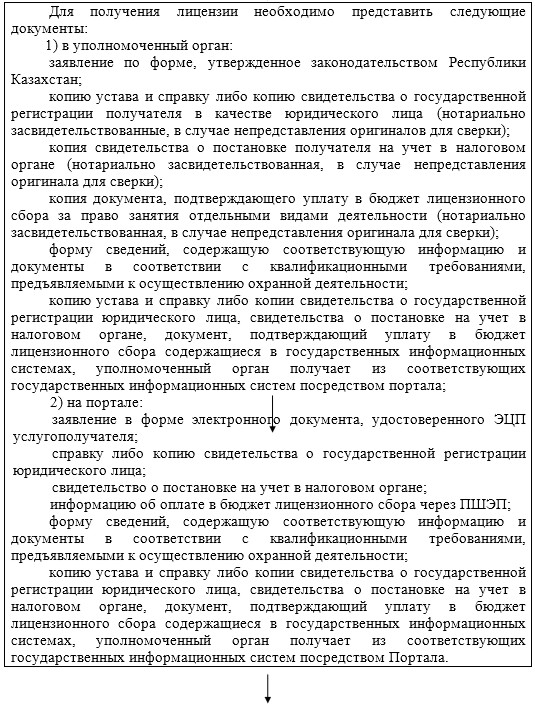 Для получения лицензии необходимо представить следующие
документы:
1) в уполномоченный орган:
заявление по форме, утвержденное законодательством Республики
Казахстан;
копию устава и справку либо копию свидетельства о государственной
регистрации получателя в качестве юридического лица (нотариально
засвидетельствованные, в случае непредставления оригиналов для сверки);
копия свидетельства о постановке получателя на учет в налоговом
органе (нотариально засвидетельствованная, в случае непредставления
оригинала для сверки);
копия документа, подтверждающего уплату в бюджет лицензионного
сбора за право занятия отдельными видами деятельности (нотариально
засвидетельствованная, в случае непредставления оригинала для сверки);
форму сведений, содержащую соответствующую информацию и
документы в соответствии с квалификационными требованиями,
предъявляемыми к осуществлению охранной деятельности;
копию устава и справку либо копии свидетельства о государственной
регистрации юридического лица, свидетельства о постановке на учет в
налоговом органе, документ, подтверждающий уплату в бюджет
лицензионного сбора содержащиеся в государственных информационных
системах, уполномоченный орган получает из соответствующих
государственных информационных систем посредством портала;
2) на портале:
заявление в форме электронного документа, удостоверенного ЭЦП
услугополучателя;
справку либо копию свидетельства о государственной регистрации
юридического лица;
свидетельство о постановке на учет в налоговом органе;
информацию об оплате в бюджет лицензионного сбора через ПШЭП;
форму сведений, содержащую соответствующую информацию и
документы в соответствии с квалификационными требованиями,
предъявляемыми к осуществлению охранной деятельности;
копию устава и справку либо копии свидетельства о государственной
регистрации юридического лица, свидетельства о постановке на учет в
налоговом органе, документ, подтверждающий уплату в бюджет
лицензионного сбора содержащиеся в государственных информационных
системах, уполномоченный орган получает из соответствующих
государственных информационных систем посредством Портала.